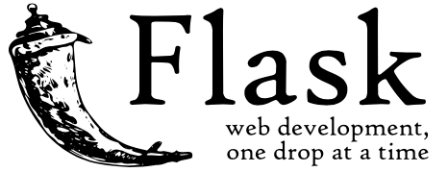 Flask
web development,
one drop at a time